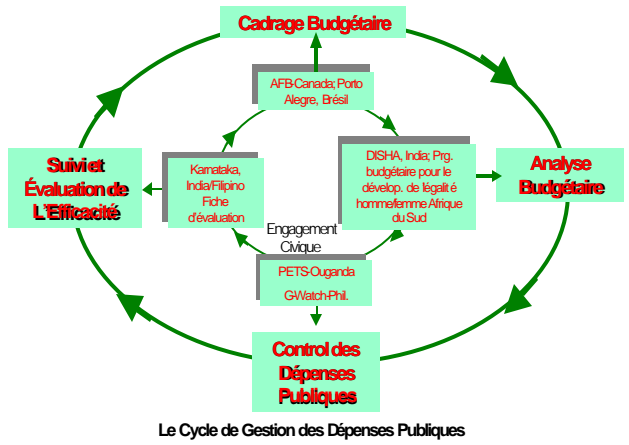 Cadrage Budgétaire
AFB-Canada; Porto
Alegre, Brésil
Suivi et
Évaluation de
L'Efficacité
Karnataka,
India/Filipino
Fiche
d'évaluation
DISHA, India; Prg.
budgétaire pour le
dévelop. de légalit é
homme/femme Afrique
du Sud
Analyse
Budgétaire
Engagement
Civique
PETS-Ouganda
G-Watch-Phil.
Control des
Dépenses
Publiques
Le Cycle de Gestion des Dépenses Publiques